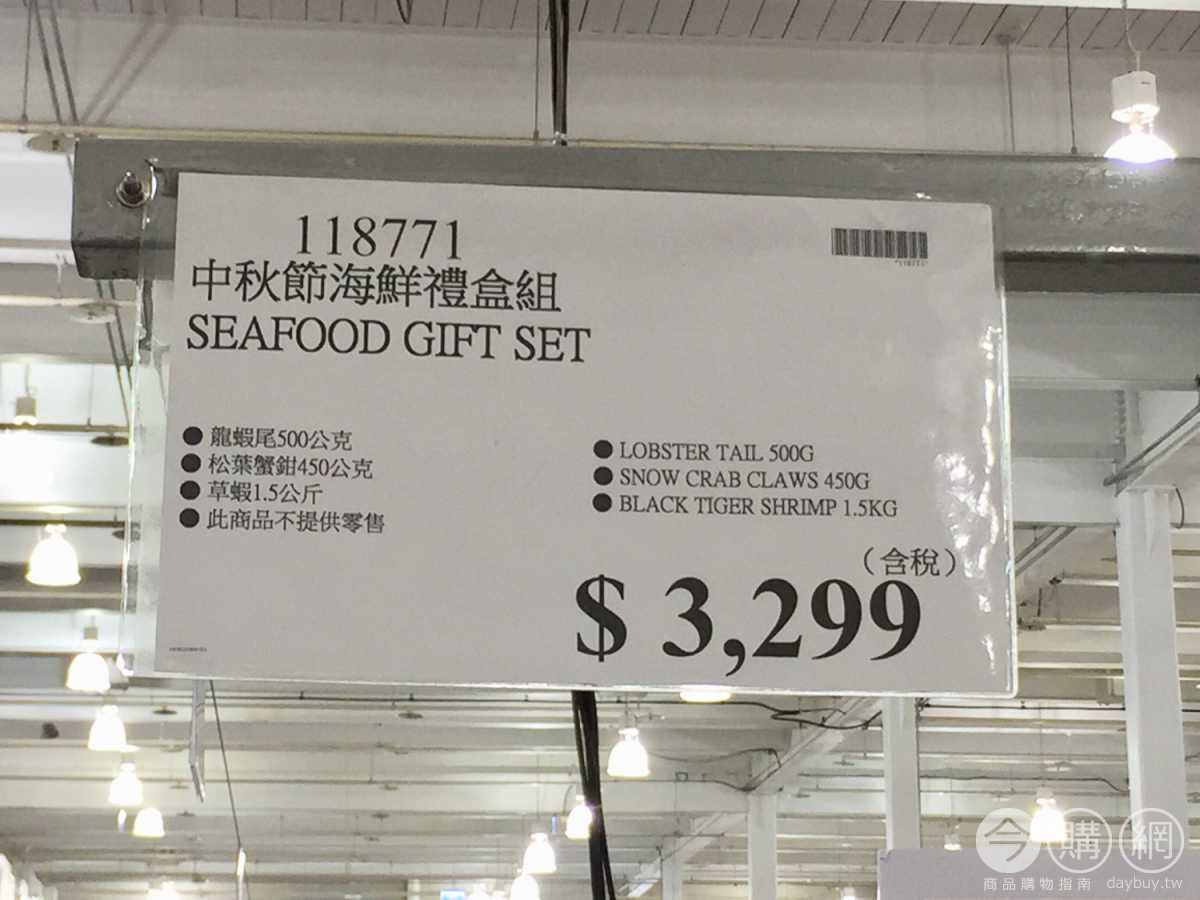 118771
中秋節海鮮禮盒組
SEAFOOD GIFT SET
● 龍蝦尾500公克
● 松葉蟹鉗450公克
● 草蝦1.5公斤
● 此商品不提供零售
● LOBSTER TAIL 500G
● SNOW CRAB CLAWS 450G
● BLACK TIGER SHRIMP 1.5KG
（含稅）
$ 3,299
今購網
商品購物指南 daybuy.tw